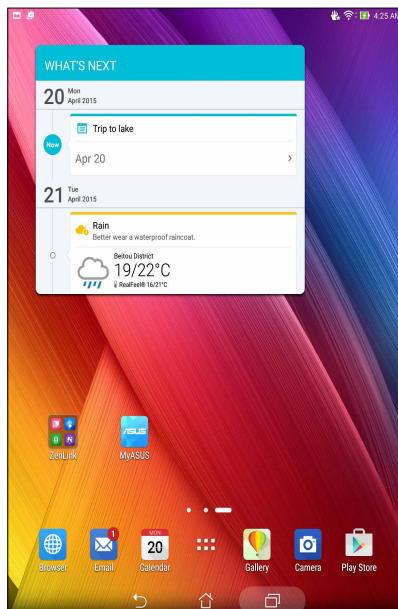 4:25 AM
WHAT'S NEXT
20 Mon
April 2015
Trip to lake
Now
Apr 20
21 Tue
April 2015
Rain
Better wear a waterproof raincoat.
Beitou District
19/22°C
RealFeel® 16/21°C
ASUS
ZenLink MyASUS
1
MON
20
Browser Email Calendar Gallery Camera Play Store